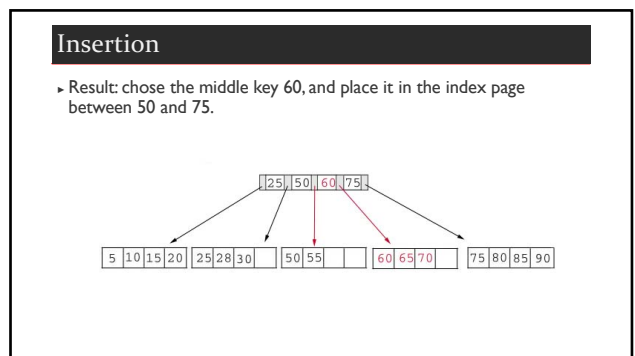 Insertion
▸ Result: chose the middle key 60, and place it in the index page
between 50 and 75.
25 50 60 75
5 10 15 20 25 28 30 50 55 60 65 70 75 80 85 90